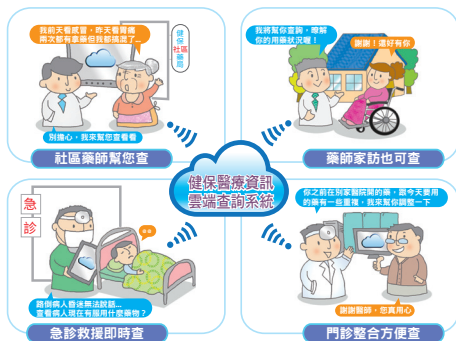 我前天看感冒，昨天看胃痛
兩次都有拿藥但我都搞混了...
健保
社區
藥局
別擔心，我來幫您查看看
社區藥師幫您查
我將幫你查詢，瞭解
你的用藥狀況喔！
謝謝！還好有你
藥師家訪也可查
健保醫療資訊
雲端查詢系統
急
診
路倒病人昏迷無法說話...
查看病人現在有服用什麼藥物？
急診救援即時查
你之前在別家醫院開的藥，跟今天要用
的藥有一些重複，我來幫你調整一下
謝謝醫師，您真用心
門診整合方便查